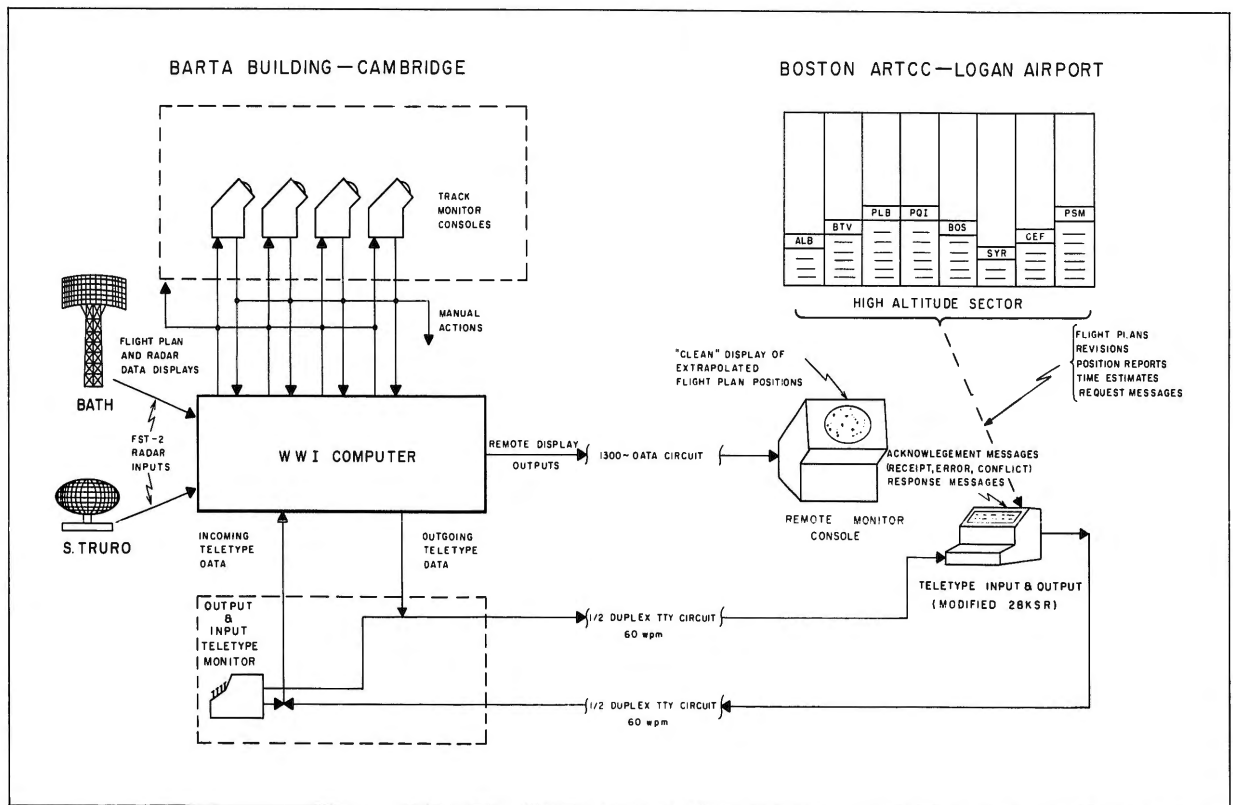 BARTA BUILDING—CAMBRIDGE
BOSTON ARTCC—LOGAN AIRPORT
TRACK
MONITOR
CONSOLES
ALB
BTV
PLB
PQI
BOS
SYR
CEF
PSM
HIGH ALTITUDE SECTOR
MANUAL
ACTIONS
FLIGHT PLAN
AND RADAR
DATA DISPLAYS
BATH
FST-2
RADAR
INPUTS
S. TRURO
WWI COMPUTER
REMOTE DISPLAY
OUTPUTS
1300~DATA CIRCUIT
"CLEAN" DISPLAY OF
EXTRAPOLATED
FLIGHT PLAN POSITIONS
REMOTE MONITOR
CONSOLE
FLIGHT PLANS
REVISIONS
POSITION REPORTS
TIME ESTIMATES
REQUEST MESSAGES
ACKNOWLEGEMENT MESSAGES
(RECEIPT, ERROR, CONFLICT)
RESPONSE MESSAGES
TELETYPE INPUT & OUTPUT
(MODIFIED 28KSR)
INCOMING
TELETYPE
DATA
OUTGOING
TELETYPE
DATA
OUTPUT
&
INPUT
TELETYPE
MONITOR
1/2 DUPLEX TTY CIRCUIT
60 wpm
1/2 DUPLEX TTY CIRCUIT
60 wpm